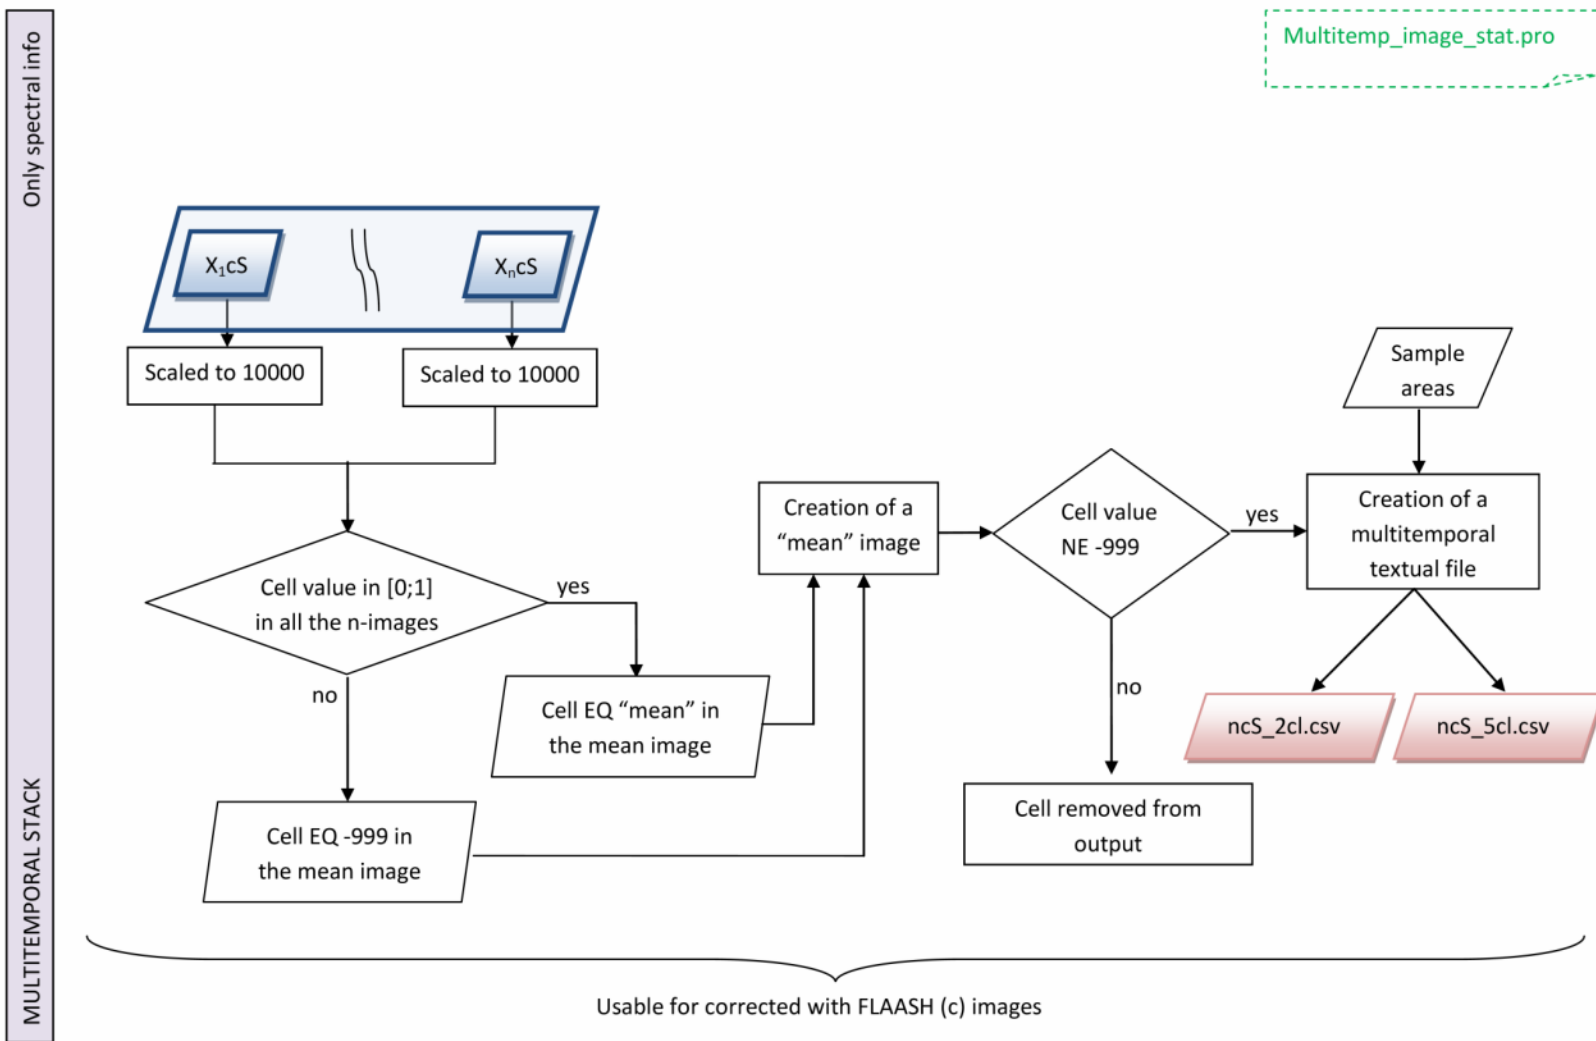 Only spectral info
MULTITEMPORAL STACK
Multitemp_image_stat.pro
X₁cS
XₙcS
Scaled to 10000
Scaled to 10000
Cell value in [0;1]
in all the n-images
yes
no
Cell EQ “mean” in
the mean image
Cell EQ -999 in
the mean image
Creation of a
“mean” image
Cell value
NE -999
yes
no
Cell removed from
output
Sample
areas
Creation of a
multitemporal
textual file
ncS_2cl.csv
ncS_5cl.csv
Usable for corrected with FLAASH (c) images